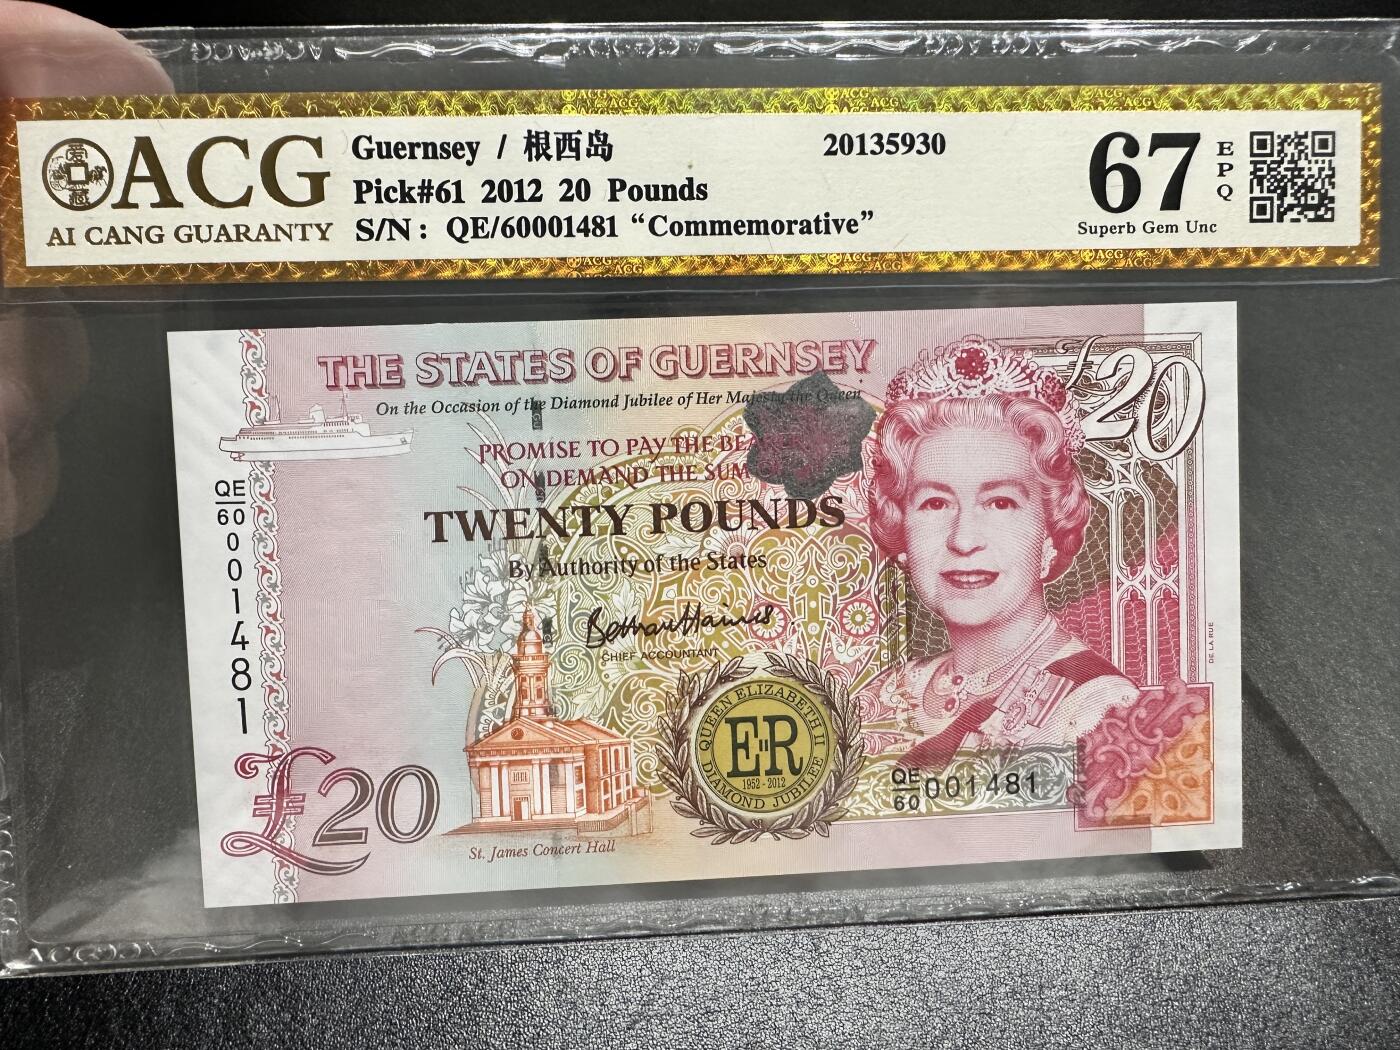 ACG
AI CANG GUARANTY
Guernsey / 根西岛
20135930
Pick#61 2012 20 Pounds
S/N: QE/60001481 "Commemorative"
67
EPQ
Superb Gem Unc
THE STATES OF GUERNSEY
On the Occasion of the Diamond Jubilee of Her Majesty the Queen
PROMISE TO PAY THE
ON DEMAND THE SUM
TWENTY POUNDS
By Authority of the States
Bethan Haines
CHIEF ACCOUNTANT
£20
QE/60 001481
£20
St. James Concert Hall
QUEEN ELIZABETH II
EIIR
1952 - 2012
DIAMOND JUBILEE
QE/60 001481
DE LA RUE